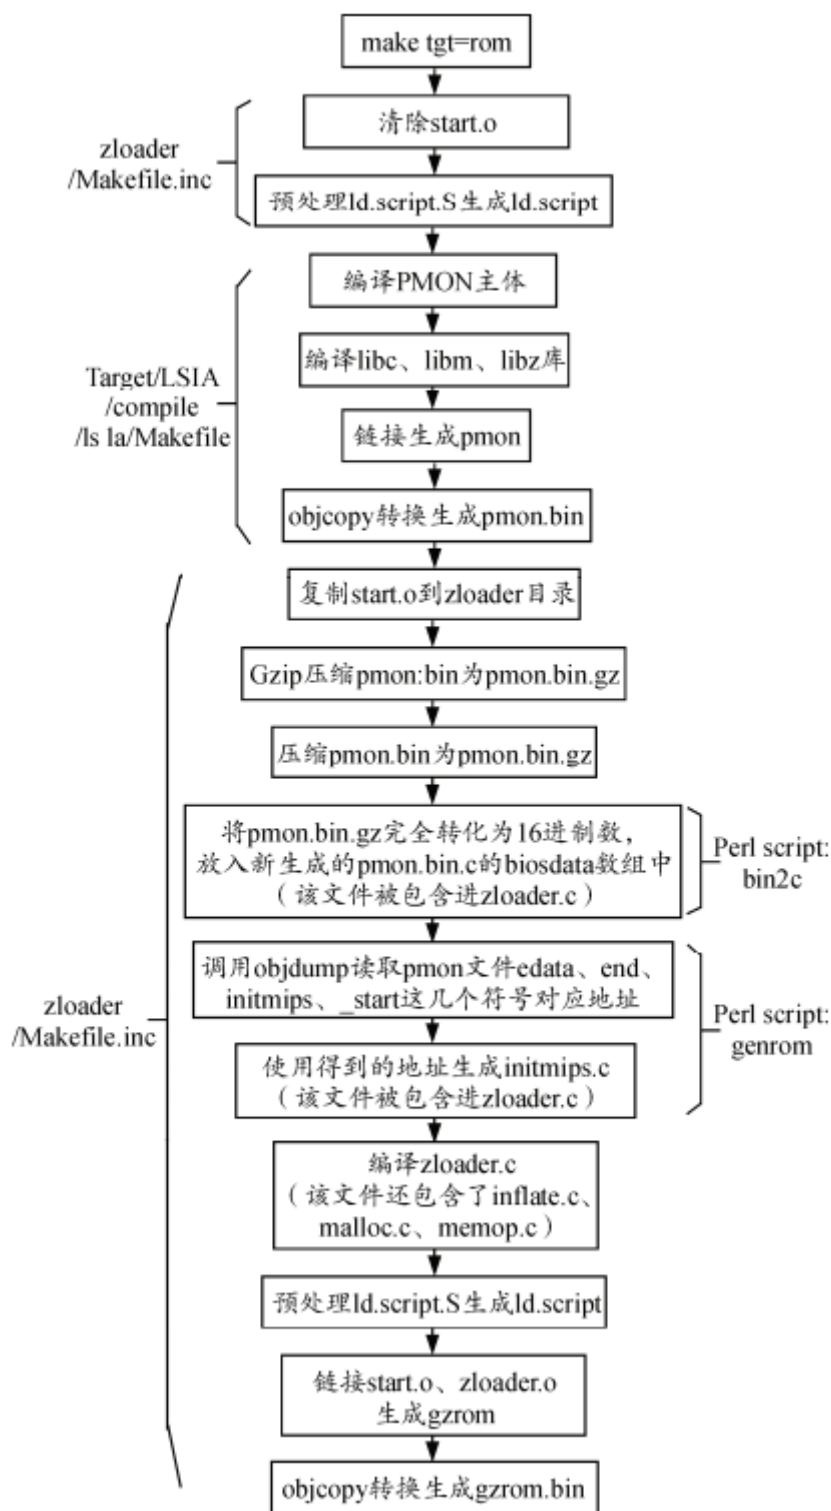 make tgt=rom
清除start.o
zloader
/Makefile.inc
预处理ld.script.S生成ld.script
编译PMON主体
编译libc、libm、libz库
Target/LSIA
/compile
/ls la/Makefile
链接生成pmon
objcopy转换生成pmon.bin
复制start.o到zloader目录
Gzip压缩pmon:bin为pmon.bin.gz
压缩pmon.bin为pmon.bin.gz
将pmon.bin.gz完全转化为16进制数，
放入新生成的pmon.bin.c的biosdata数组中
（该文件被包含进zloader.c）
Perl script:
bin2c
调用objdump读取pmon文件edata、end、
initmips、_start这几个符号对应地址
zloader
/Makefile.inc
Perl script:
genrom
使用得到的地址生成initmips.c
（该文件被包含进zloader.c）
编译zloader.c
（该文件还包含了inflate.c、
malloc.c、memop.c）
预处理ld.script.S生成ld.script
链接start.o、zloader.o
生成gzrom
objcopy转换生成gzrom.bin